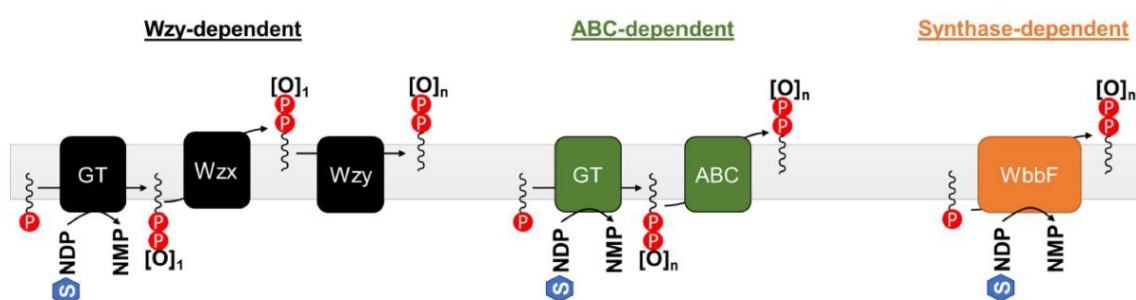 Wzy-dependent
ABC-dependent
Synthase-dependent
[O]1
P
P
[O]n
P
P
[O]n
P
P
[O]n
P
P
GT
Wzx
Wzy
GT
ABC
WbbF
P
P
P
[O]1
P
P
P
[O]n
P
NDP
NMP
S
NDP
NMP
S
NDP
NMP
S